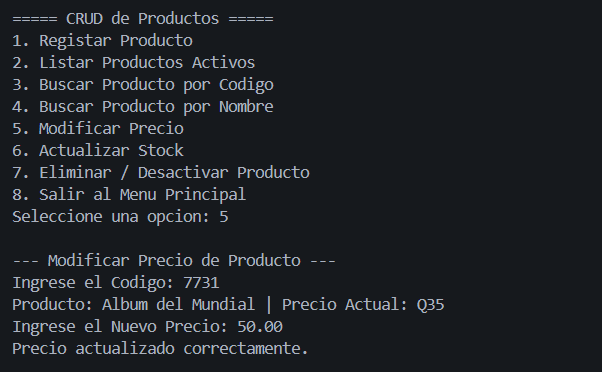 ===== CRUD de Productos =====
1. Registar Producto
2. Listar Productos Activos
3. Buscar Producto por Codigo
4. Buscar Producto por Nombre
5. Modificar Precio
6. Actualizar Stock
7. Eliminar / Desactivar Producto
8. Salir al Menu Principal
Seleccione una opcion: 5

--- Modificar Precio de Producto ---
Ingrese el Codigo: 7731
Producto: Album del Mundial | Precio Actual: Q35
Ingrese el Nuevo Precio: 50.00
Precio actualizado correctamente.